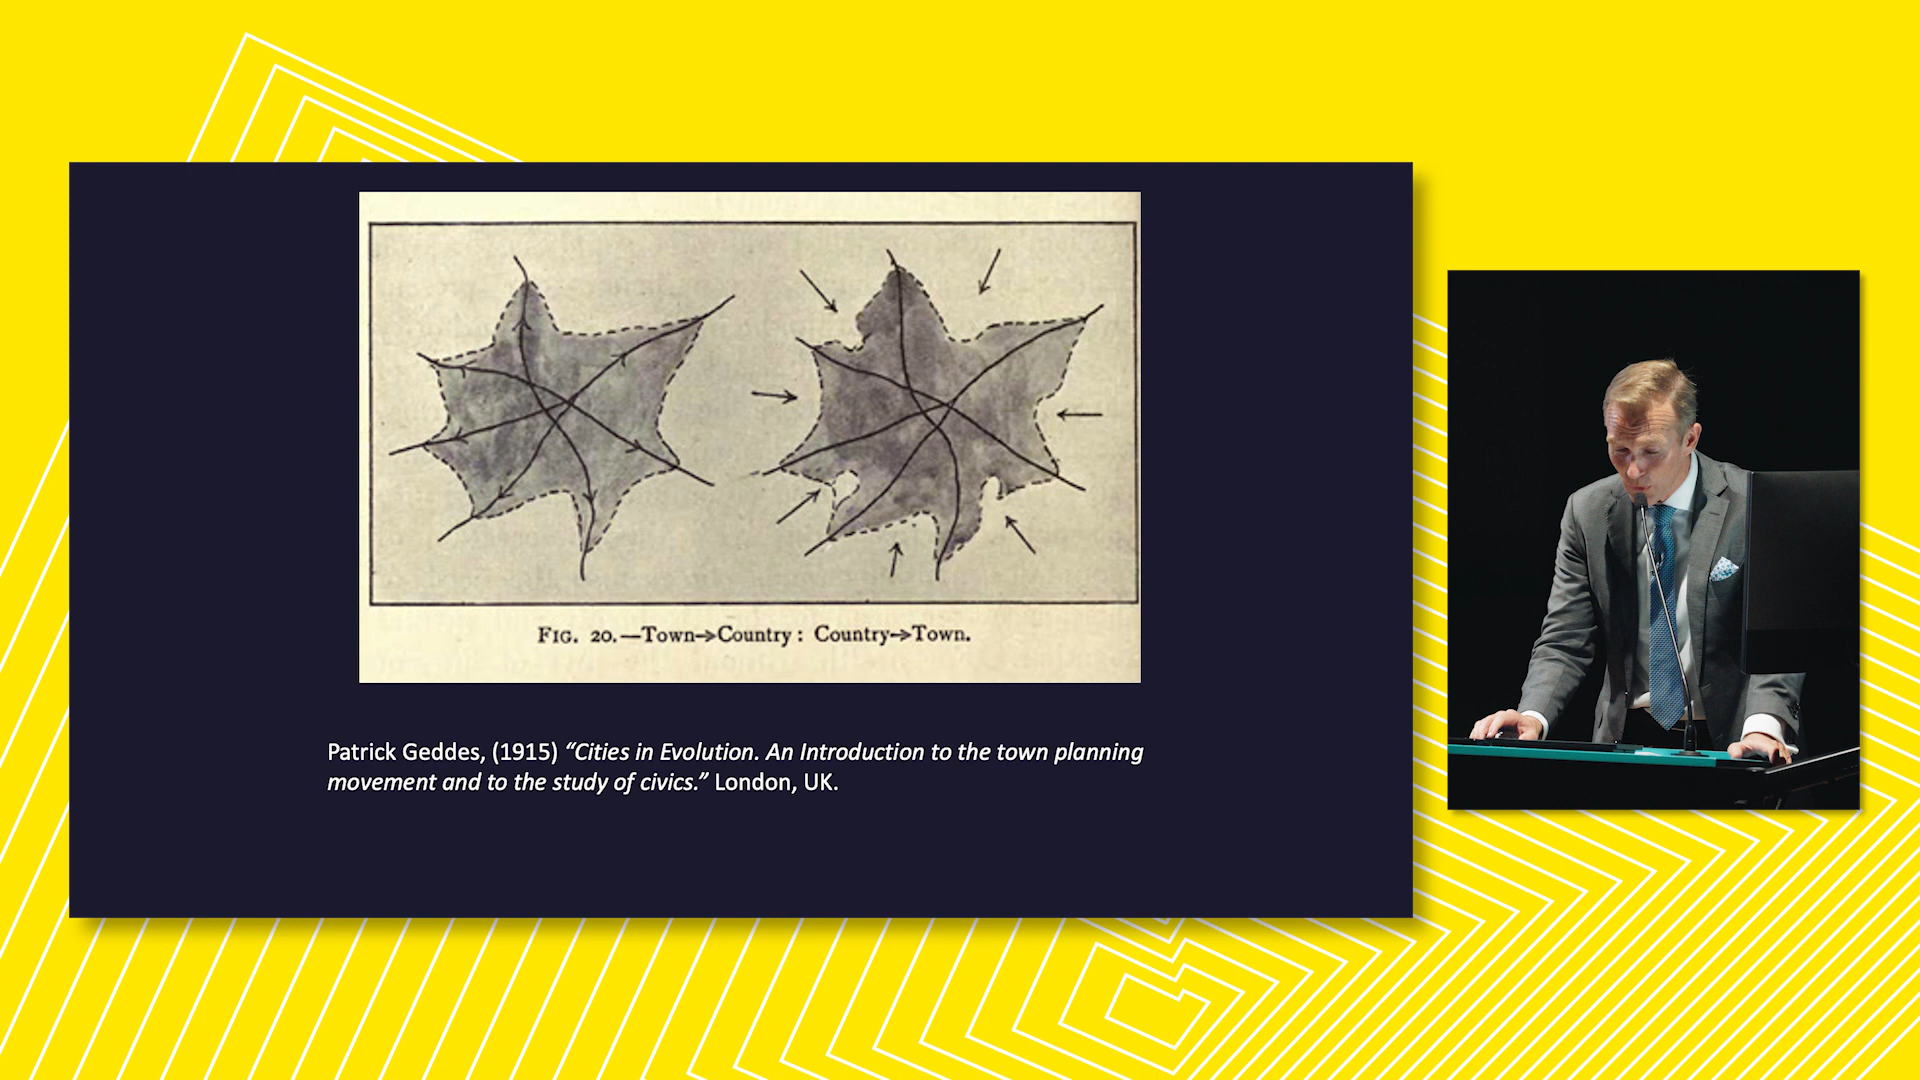 FIG. 20.—Town→Country: Country→Town.
Patrick Geddes, (1915) “Cities in Evolution. An Introduction to the town planning
movement and to the study of civics.” London, UK.